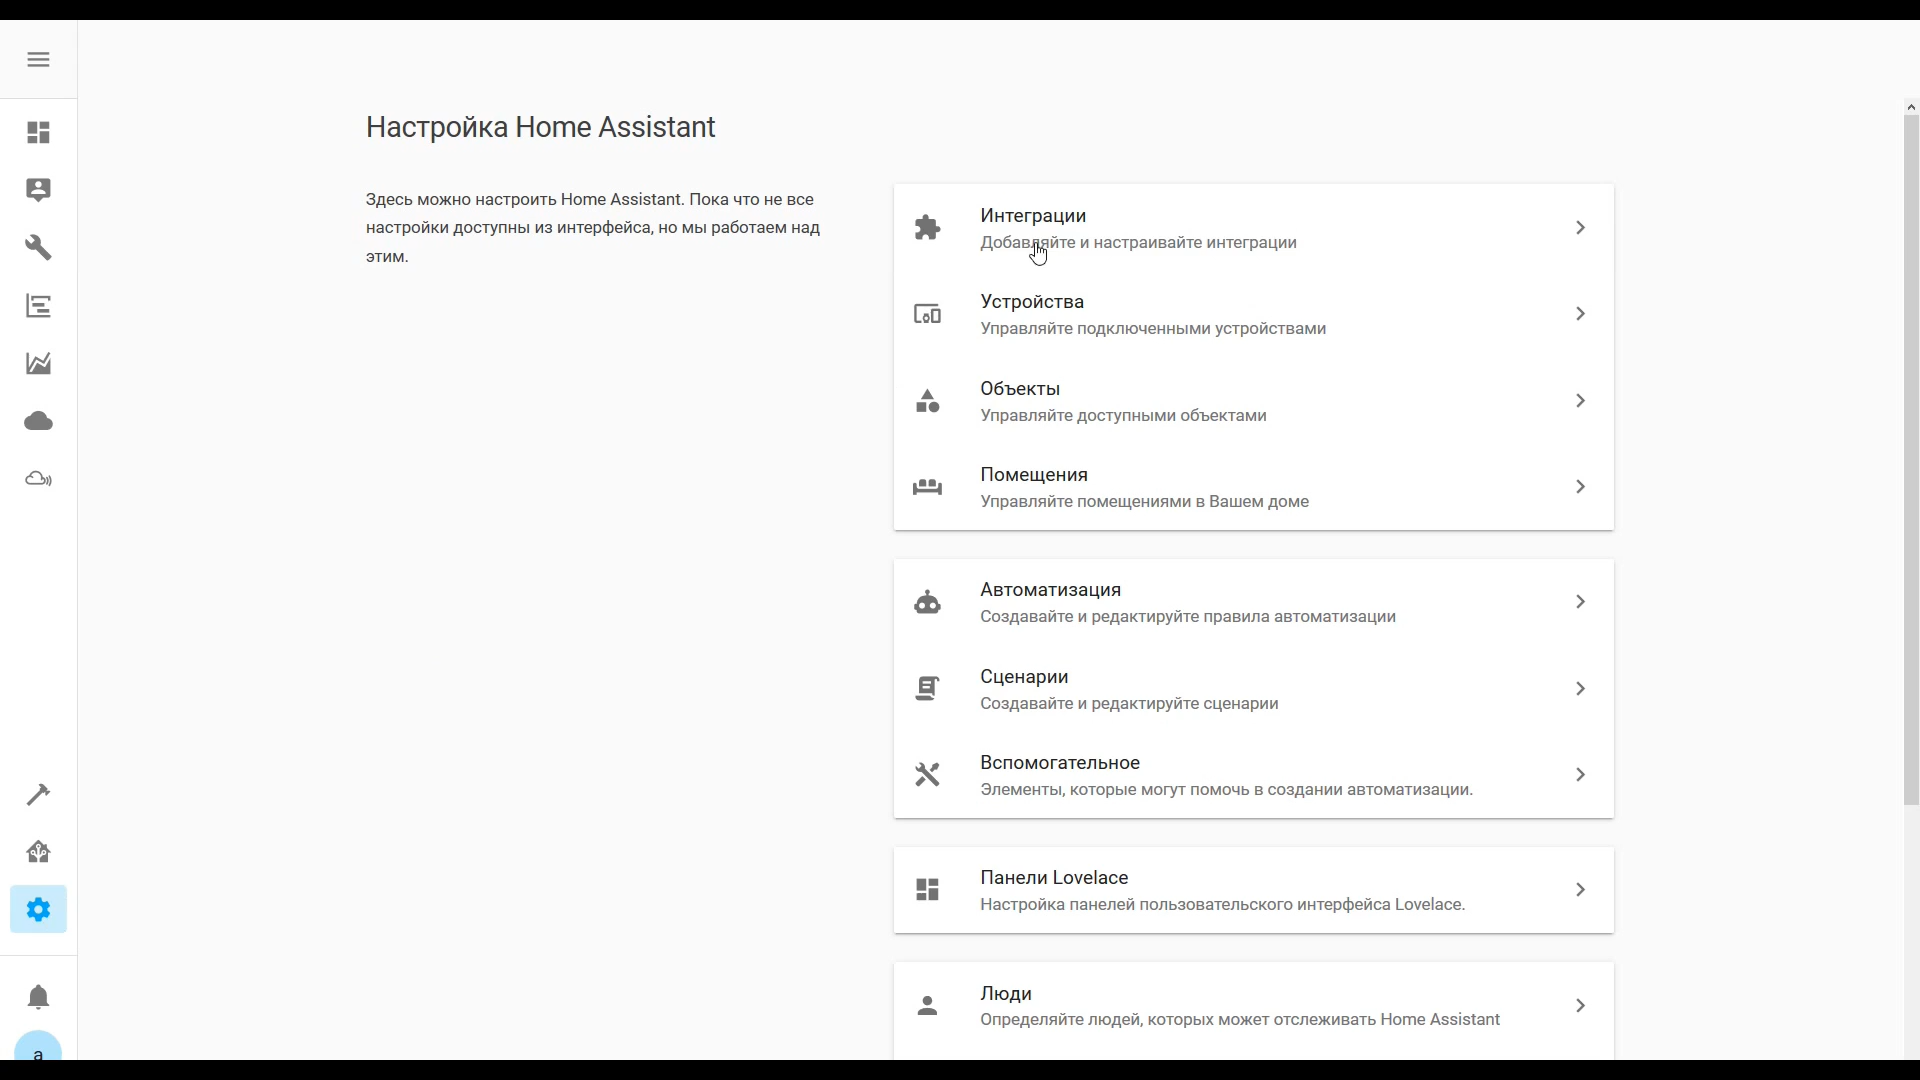 Настройка Home Assistant
Здесь можно настроить Home Assistant. Пока что не все
настройки доступны из интерфейса, но мы работаем над
этим.
Интеграции
Добавляйте и настраивайте интеграции
Устройства
Управляйте подключенными устройствами
Объекты
Управляйте доступными объектами
Помещения
Управляйте помещениями в Вашем доме
Автоматизация
Создавайте и редактируйте правила автоматизации
Сценарии
Создавайте и редактируйте сценарии
Вспомогательное
Элементы, которые могут помочь в создании автоматизации.
Панели Lovelace
Настройка панелей пользовательского интерфейса Lovelace.
Люди
Определяйте людей, которых может отслеживать Home Assistant
a